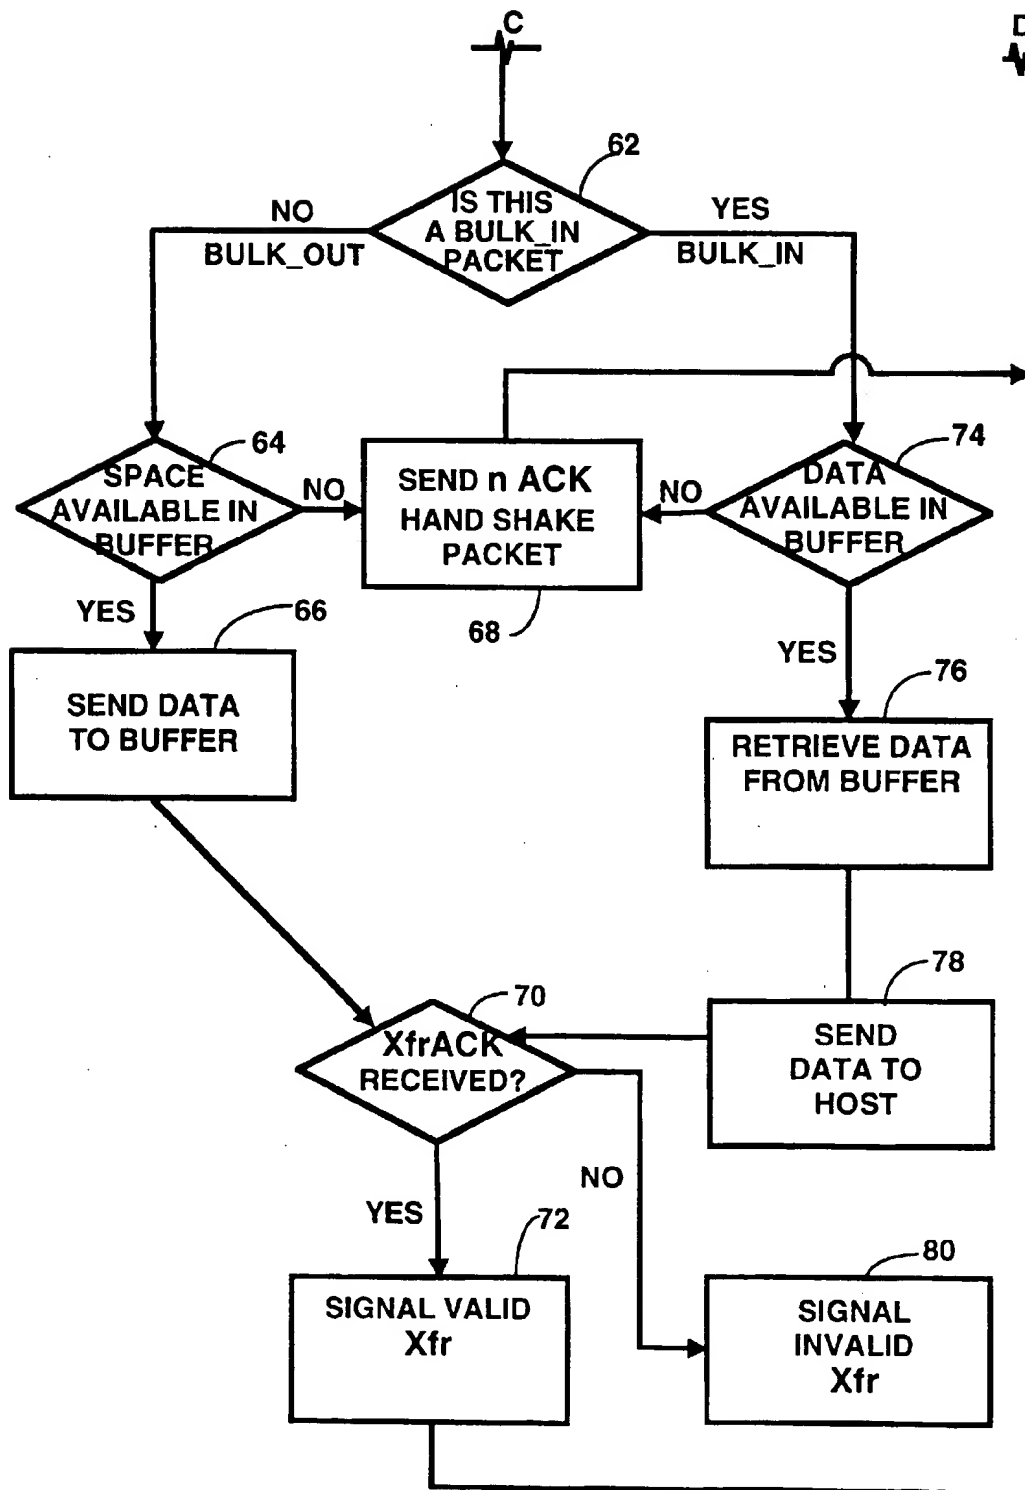 C
D
62
IS THIS
A BULK_IN
PACKET
NO
BULK_OUT
YES
BULK_IN
64
SPACE
AVAILABLE IN
BUFFER
NO
SEND n ACK
HAND SHAKE
PACKET
68
NO
74
DATA
AVAILABLE IN
BUFFER
YES
66
SEND DATA
TO BUFFER
YES
76
RETRIEVE DATA
FROM BUFFER
78
SEND
DATA TO
HOST
70
XfrACK
RECEIVED?
YES
NO
72
SIGNAL VALID
Xfr
80
SIGNAL
INVALID
Xfr